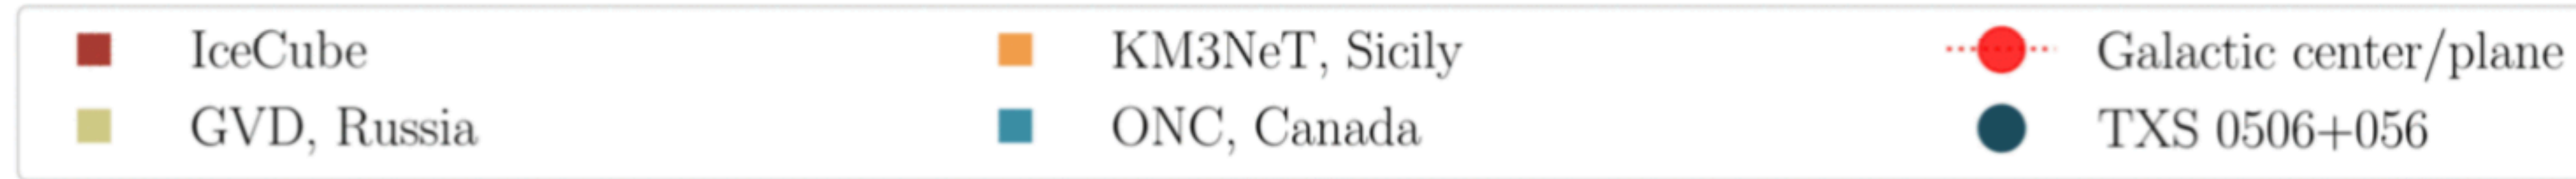 IceCube KM3NeT, Sicily Galactic center/plane
GVD, Russia ONC, Canada TXS 0506+056